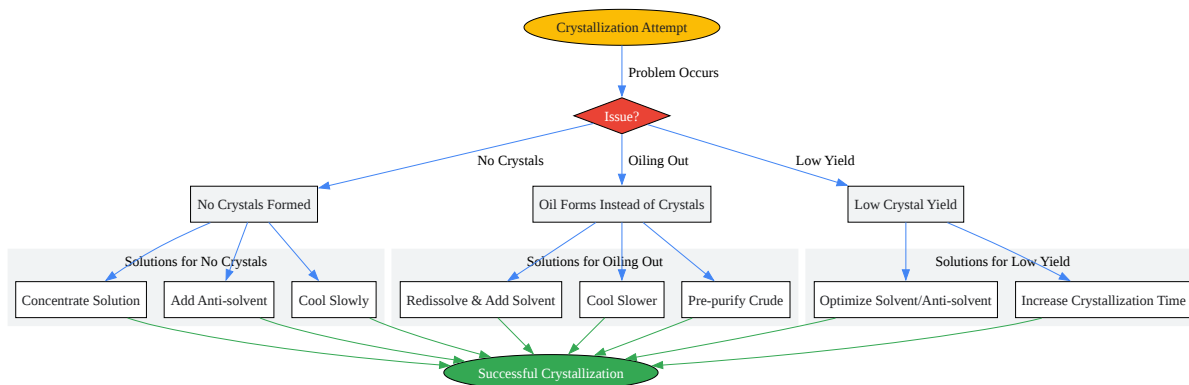 Crystallization Attempt
Problem Occurs
Issue?
No Crystals
Oiling Out
Low Yield
No Crystals Formed
Oil Forms Instead of Crystals
Low Crystal Yield
Solutions for No Crystals
Solutions for Oiling Out
Solutions for Low Yield
Concentrate Solution
Add Anti-solvent
Cool Slowly
Redissolve & Add Solvent
Cool Slower
Pre-purify Crude
Optimize Solvent/Anti-solvent
Increase Crystallization Time
Successful Crystallization